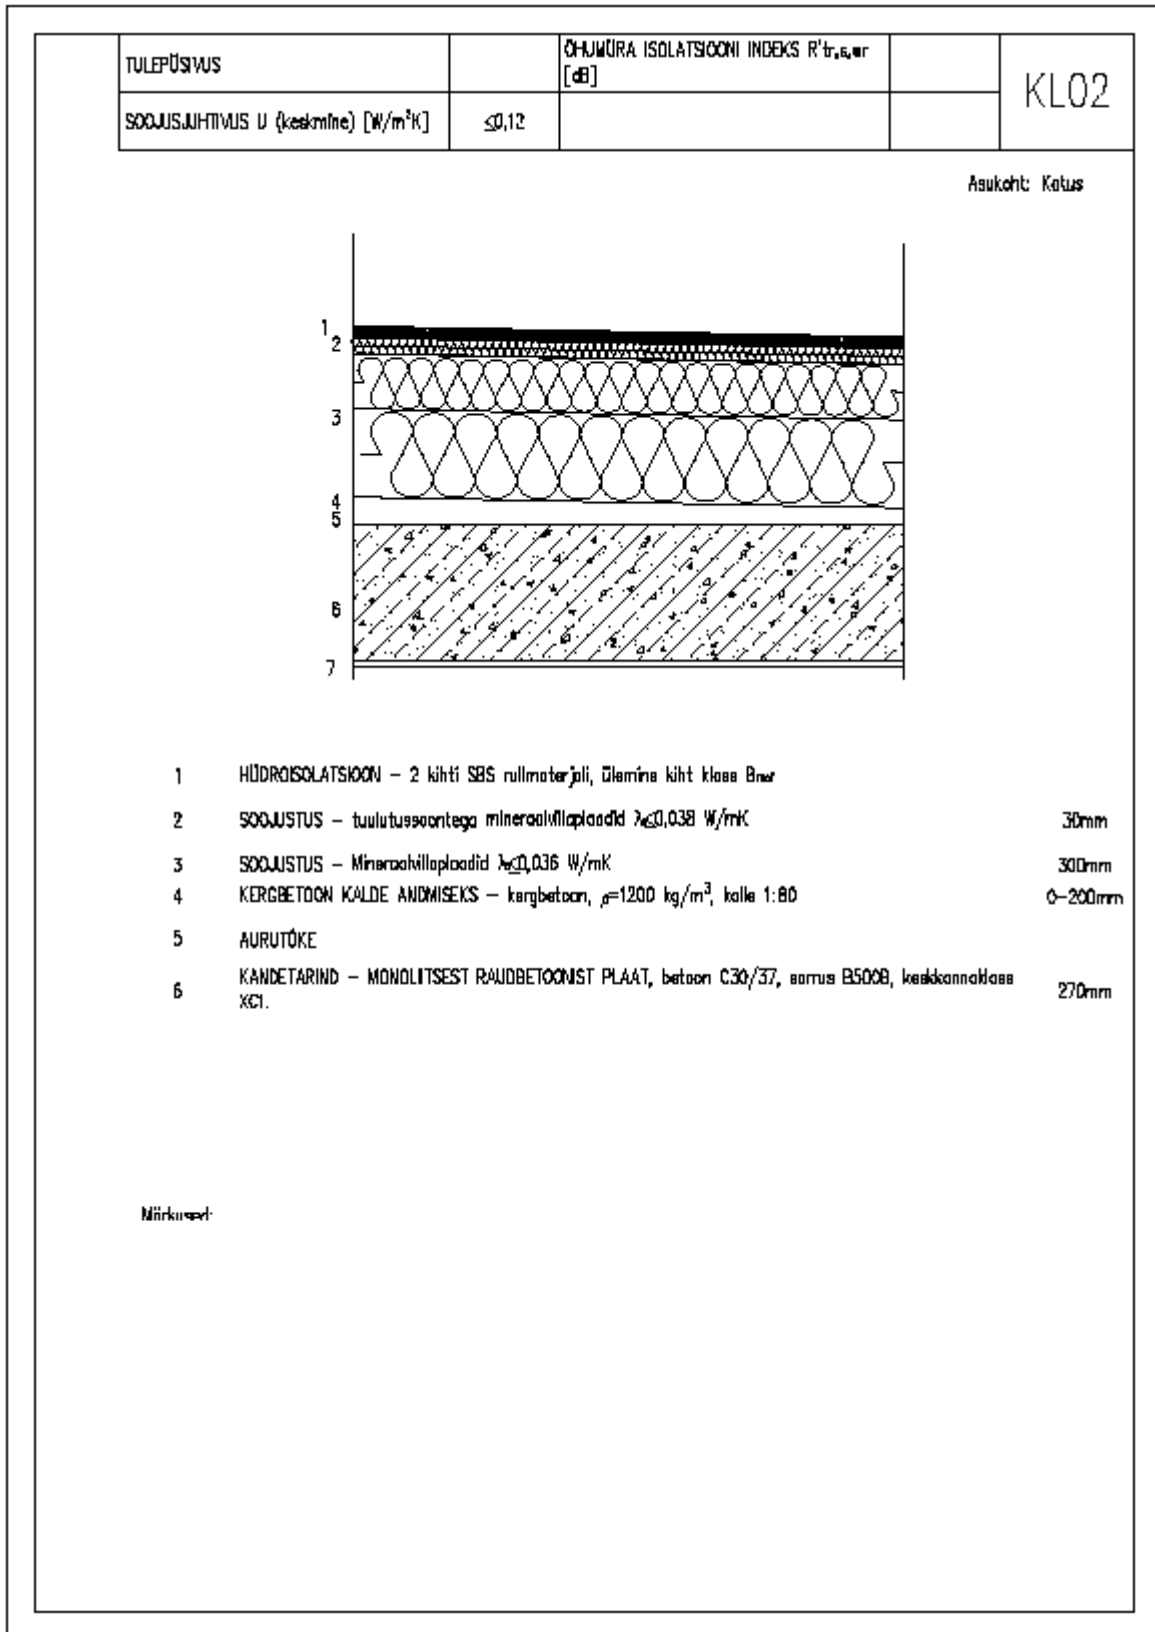 TULEPÜSIVUS
ÕHUMÜRA ISOLATSIOONI INDEKS R'tr,s,w
[dB]
KL02
SOOJUSJUHTIVUS U (keskmine) [W/m²K]
≤0,12
Asukoht: Katus
1
2
3
4
5
6
7
1 HÜDROISOLATSIOON – 2 kihti SBS rullmaterjali, ülemine kiht klass
2 SOOJUSTUS – tuulutussoontega mineraalvillaplaadid λ≤0,038 W/mK 30mm
3 SOOJUSTUS – Mineraalvillaplaadid λ≤0,036 W/mK 300mm
4 KERGBETOON KALDE ANDMISEKS – kergbetoon, ρ=1200 kg/m³, kalle 1:80 0–200mm
5 AURUTÕKE
6 KANDETARIND – MONOLIITSEST RAUDBETOONIST PLAAT, betoon C30/37, sarrus B500B, keskkonnaklass 270mm
XC1.
Märkused: